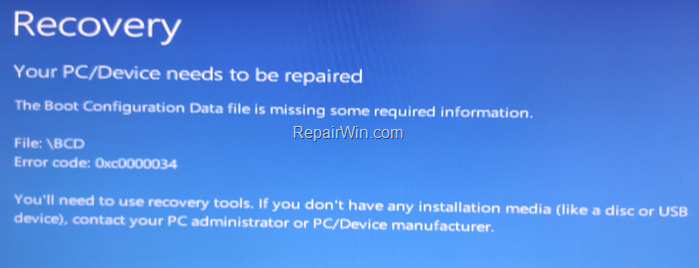 Recovery
Your PC/Device needs to be repaired
The Boot Configuration Data file is missing some required information.
RepairWin.com
File: \BCD
Error code: 0xc0000034
You'll need to use recovery tools. If you don't have any installation media (like a disc or USB
device), contact your PC administrator or PC/Device manufacturer.